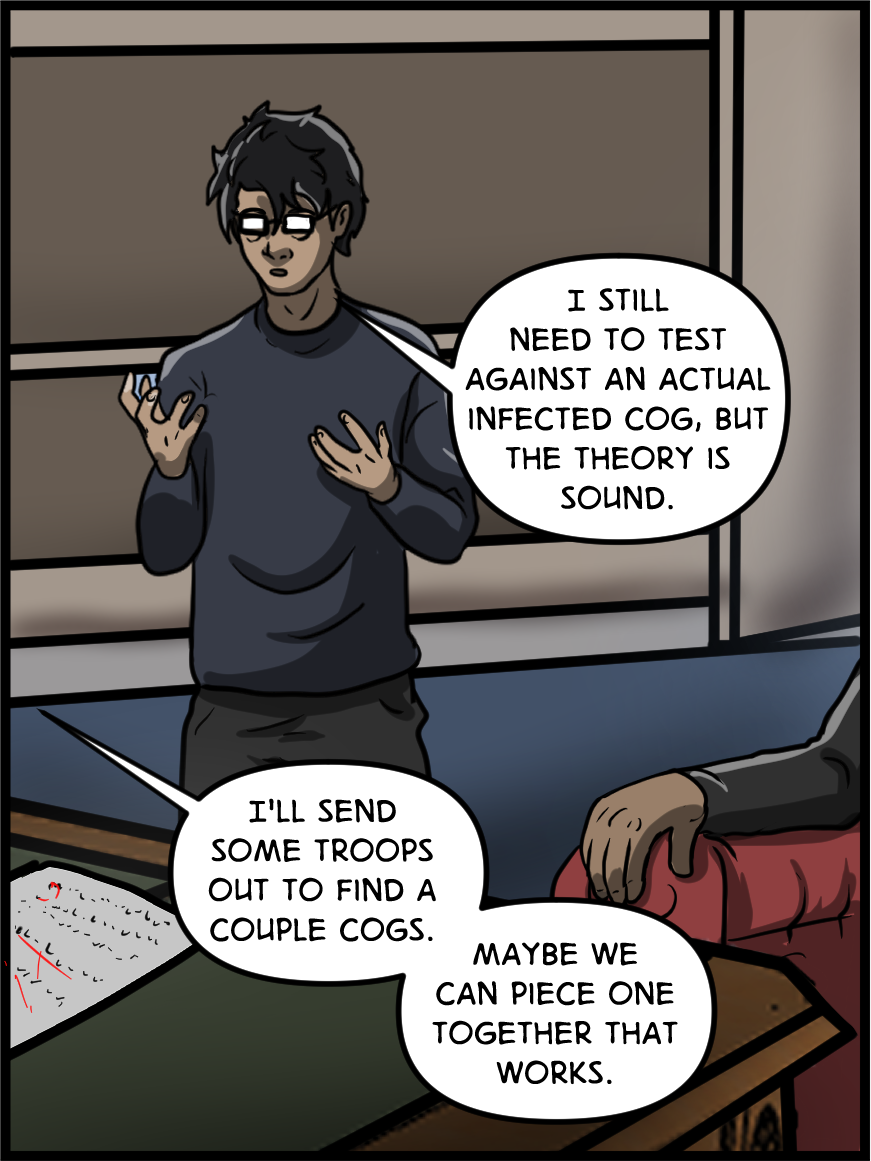 I STILL
NEED TO TEST
AGAINST AN ACTUAL
INFECTED COG, BUT
THE THEORY IS
SOUND.
I'LL SEND
SOME TROOPS
OUT TO FIND A
COUPLE COGS.
MAYBE WE
CAN PIECE ONE
TOGETHER THAT
WORKS.